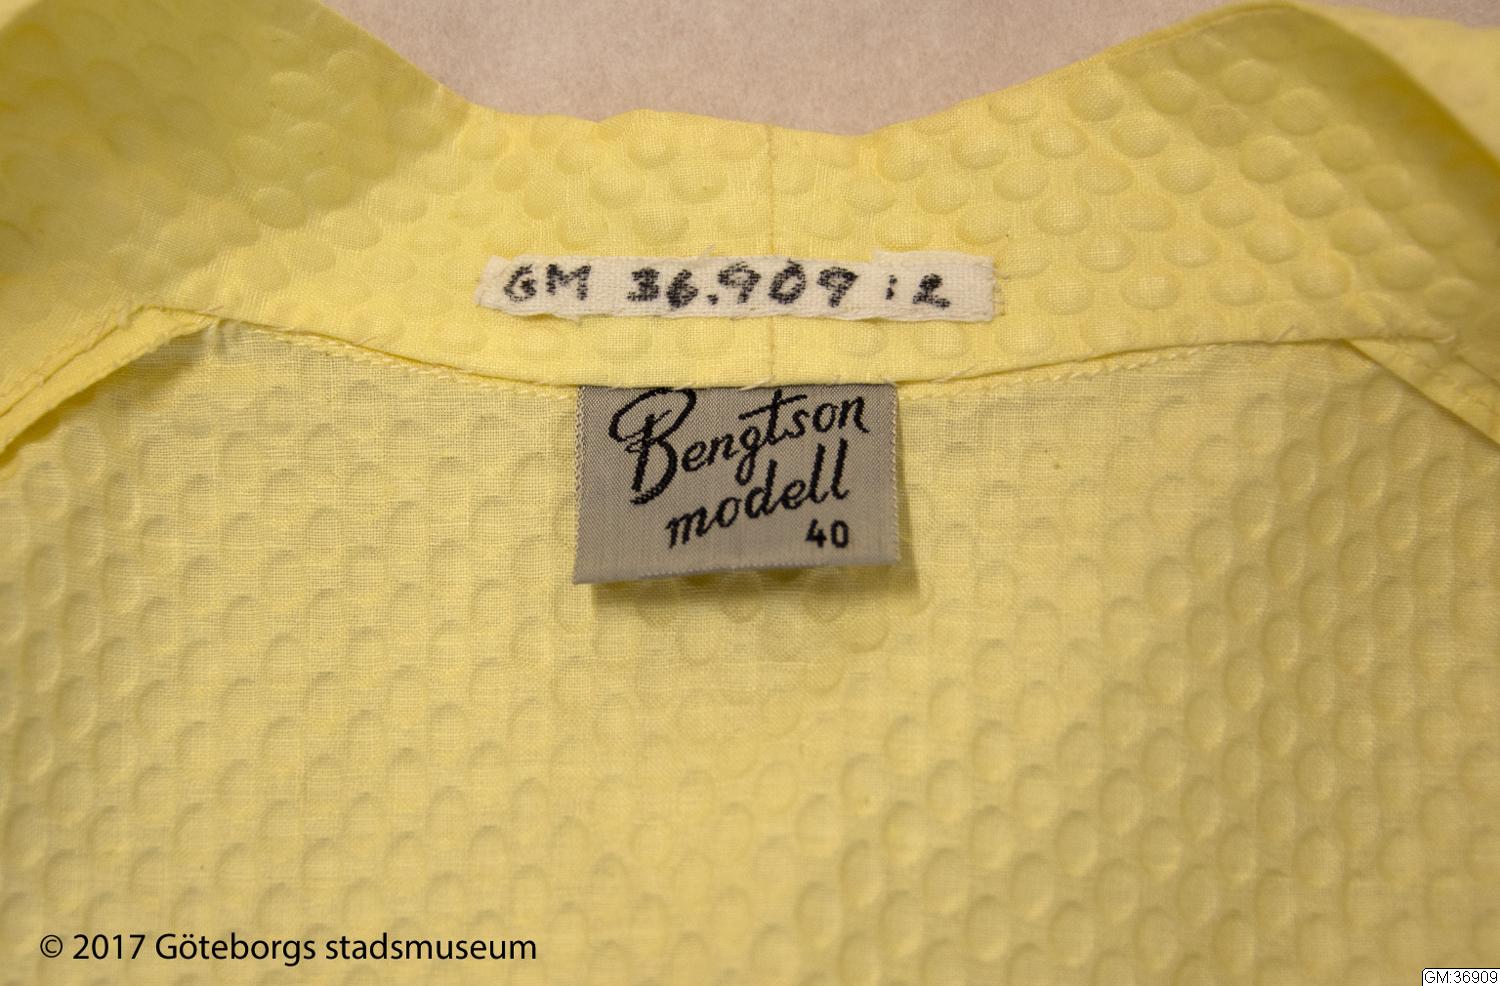 GM 36.909:2
Bengtson
modell
40
© 2017 Göteborgs stadsmuseum
GM:36909